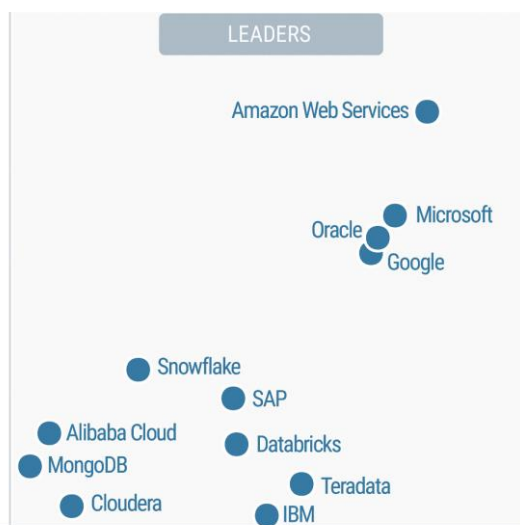 LEADERS
Amazon Web Services
Microsoft
Oracle
Google
Snowflake
SAP
Alibaba Cloud
Databricks
MongoDB
Teradata
Cloudera
IBM